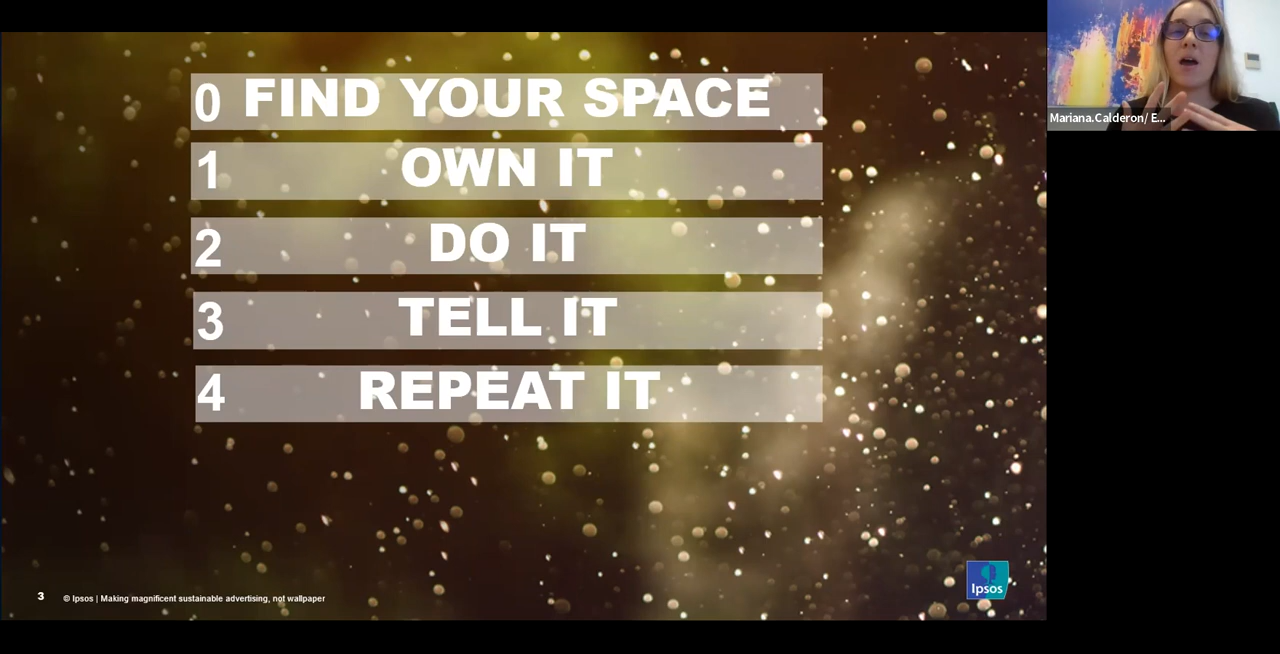 0 FIND YOUR SPACE
1 OWN IT
2 DO IT
3 TELL IT
4 REPEAT IT
3 © Ipsos | Making magnificent sustainable advertising, not wallpaper
Ipsos
Mariana.Calderon/ E...